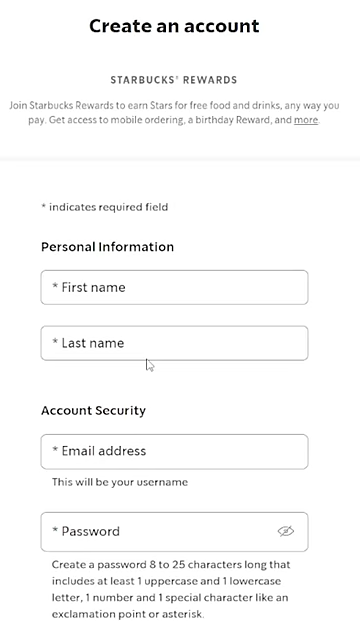 Create an account
STARBUCKS® REWARDS
Join Starbucks Rewards to earn Stars for free food and drinks, any way you
pay. Get access to mobile ordering, a birthday Reward, and more.
* indicates required field
Personal Information
* First name
* Last name
Account Security
* Email address
This will be your username
* Password
Create a password 8 to 25 characters long that
includes at least 1 uppercase and 1 lowercase
letter, 1 number and 1 special character like an
exclamation point or asterisk.